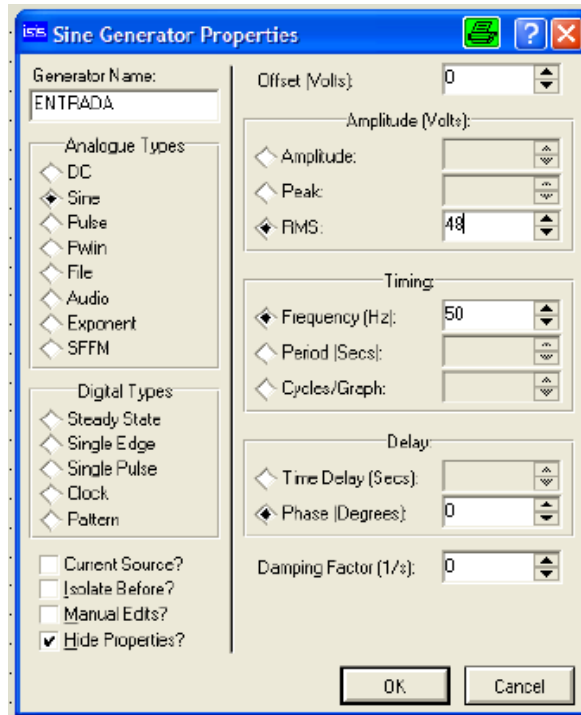 isis Sine Generator Properties
Generator Name:
ENTRADA
Analogue Types
DC
Sine
Pulse
Pwlin
File
Audio
Exponent
SFFM
Digital Types
Steady State
Single Edge
Single Pulse
Clock
Pattern
Current Source?
Isolate Before?
Manual Edits?
Hide Properties?
Offset (Volts): 0
Amplitude (Volts):
Amplitude:
Peak:
RMS: 48
Timing:
Frequency (Hz): 50
Period (Secs):
Cycles/Graph:
Delay:
Time Delay (Secs):
Phase (Degrees): 0
Damping Factor (1/s): 0
OK Cancel